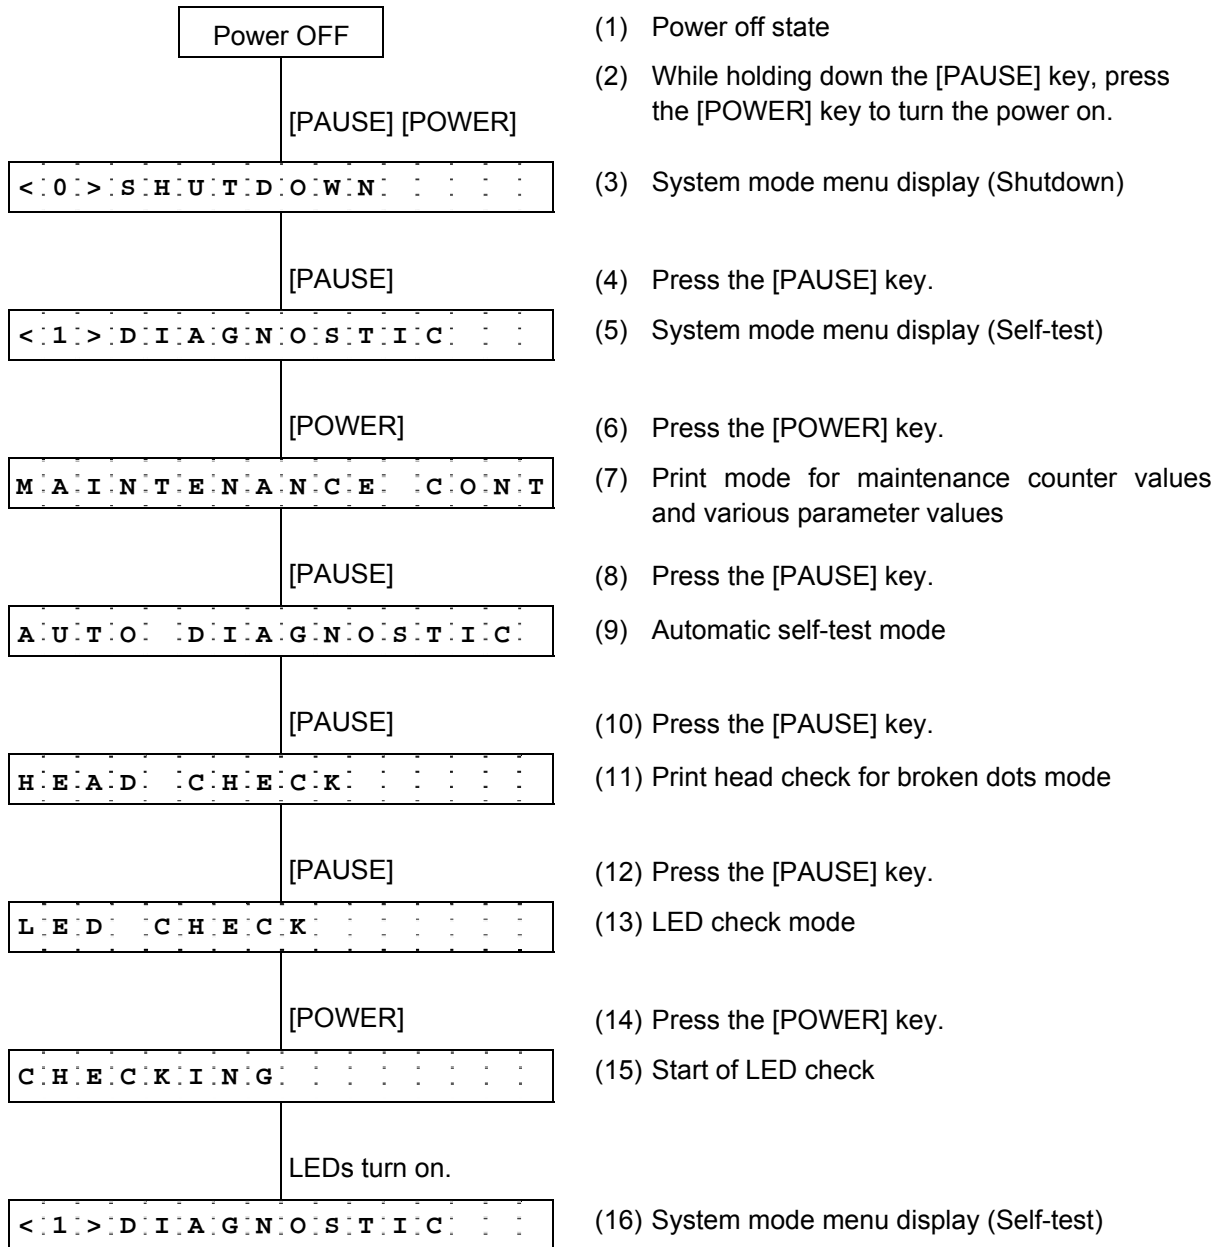 Power OFF
(1) Power off state
(2) While holding down the [PAUSE] key, press
the [POWER] key to turn the power on.
[PAUSE] [POWER]
<0>SHUTDOWN
(3) System mode menu display (Shutdown)
[PAUSE]
(4) Press the [PAUSE] key.
<1>DIAGNOSTIC
(5) System mode menu display (Self-test)
[POWER]
(6) Press the [POWER] key.
MAINTENANCE CONT
(7) Print mode for maintenance counter values
and various parameter values
[PAUSE]
(8) Press the [PAUSE] key.
AUTO DIAGNOSTIC
(9) Automatic self-test mode
[PAUSE]
(10) Press the [PAUSE] key.
HEAD CHECK
(11) Print head check for broken dots mode
[PAUSE]
(12) Press the [PAUSE] key.
LED CHECK
(13) LED check mode
[POWER]
(14) Press the [POWER] key.
CHECKING
(15) Start of LED check
LEDs turn on.
<1>DIAGNOSTIC
(16) System mode menu display (Self-test)